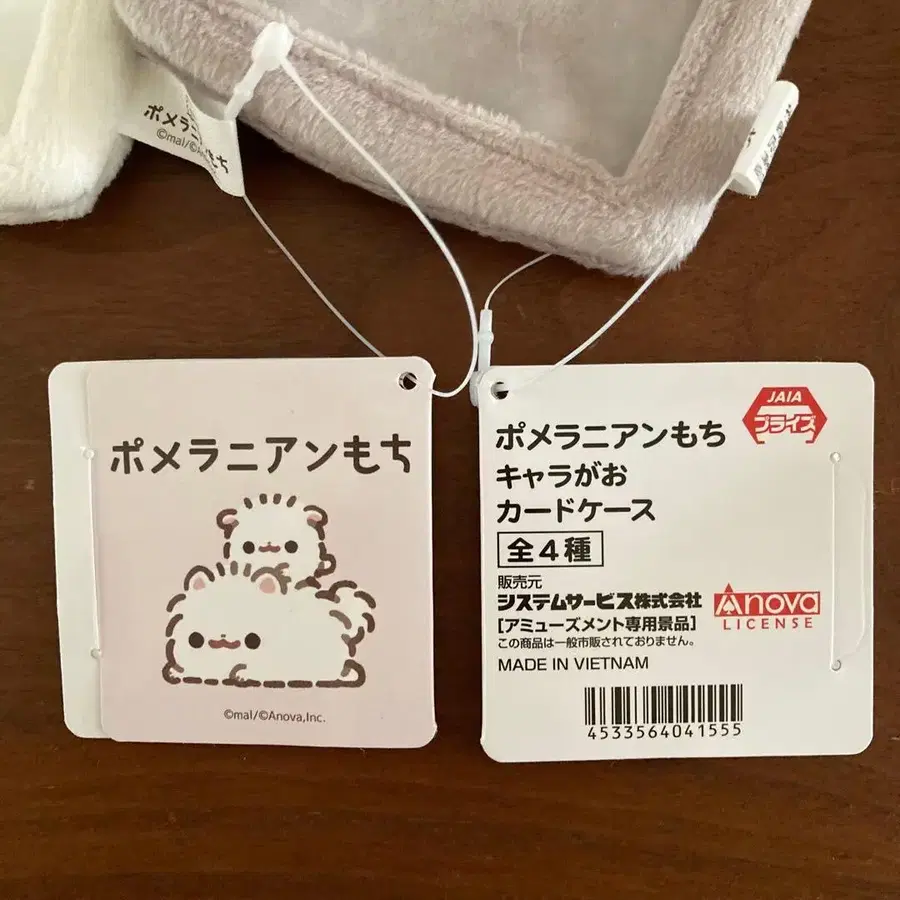 ポメラニアンもち
©mal/©A
ポメラニアンもち
©mal/©Anova,Inc.
JAIA
プライズ
ポメラニアンもち
キャラがお
カードケース
全4種
販売元
システムサービス株式会社
[アミューズメント専用景品]
この商品は一般市販されておりません。
MADE IN VIETNAM
Anova
LICENSE
4533564041555